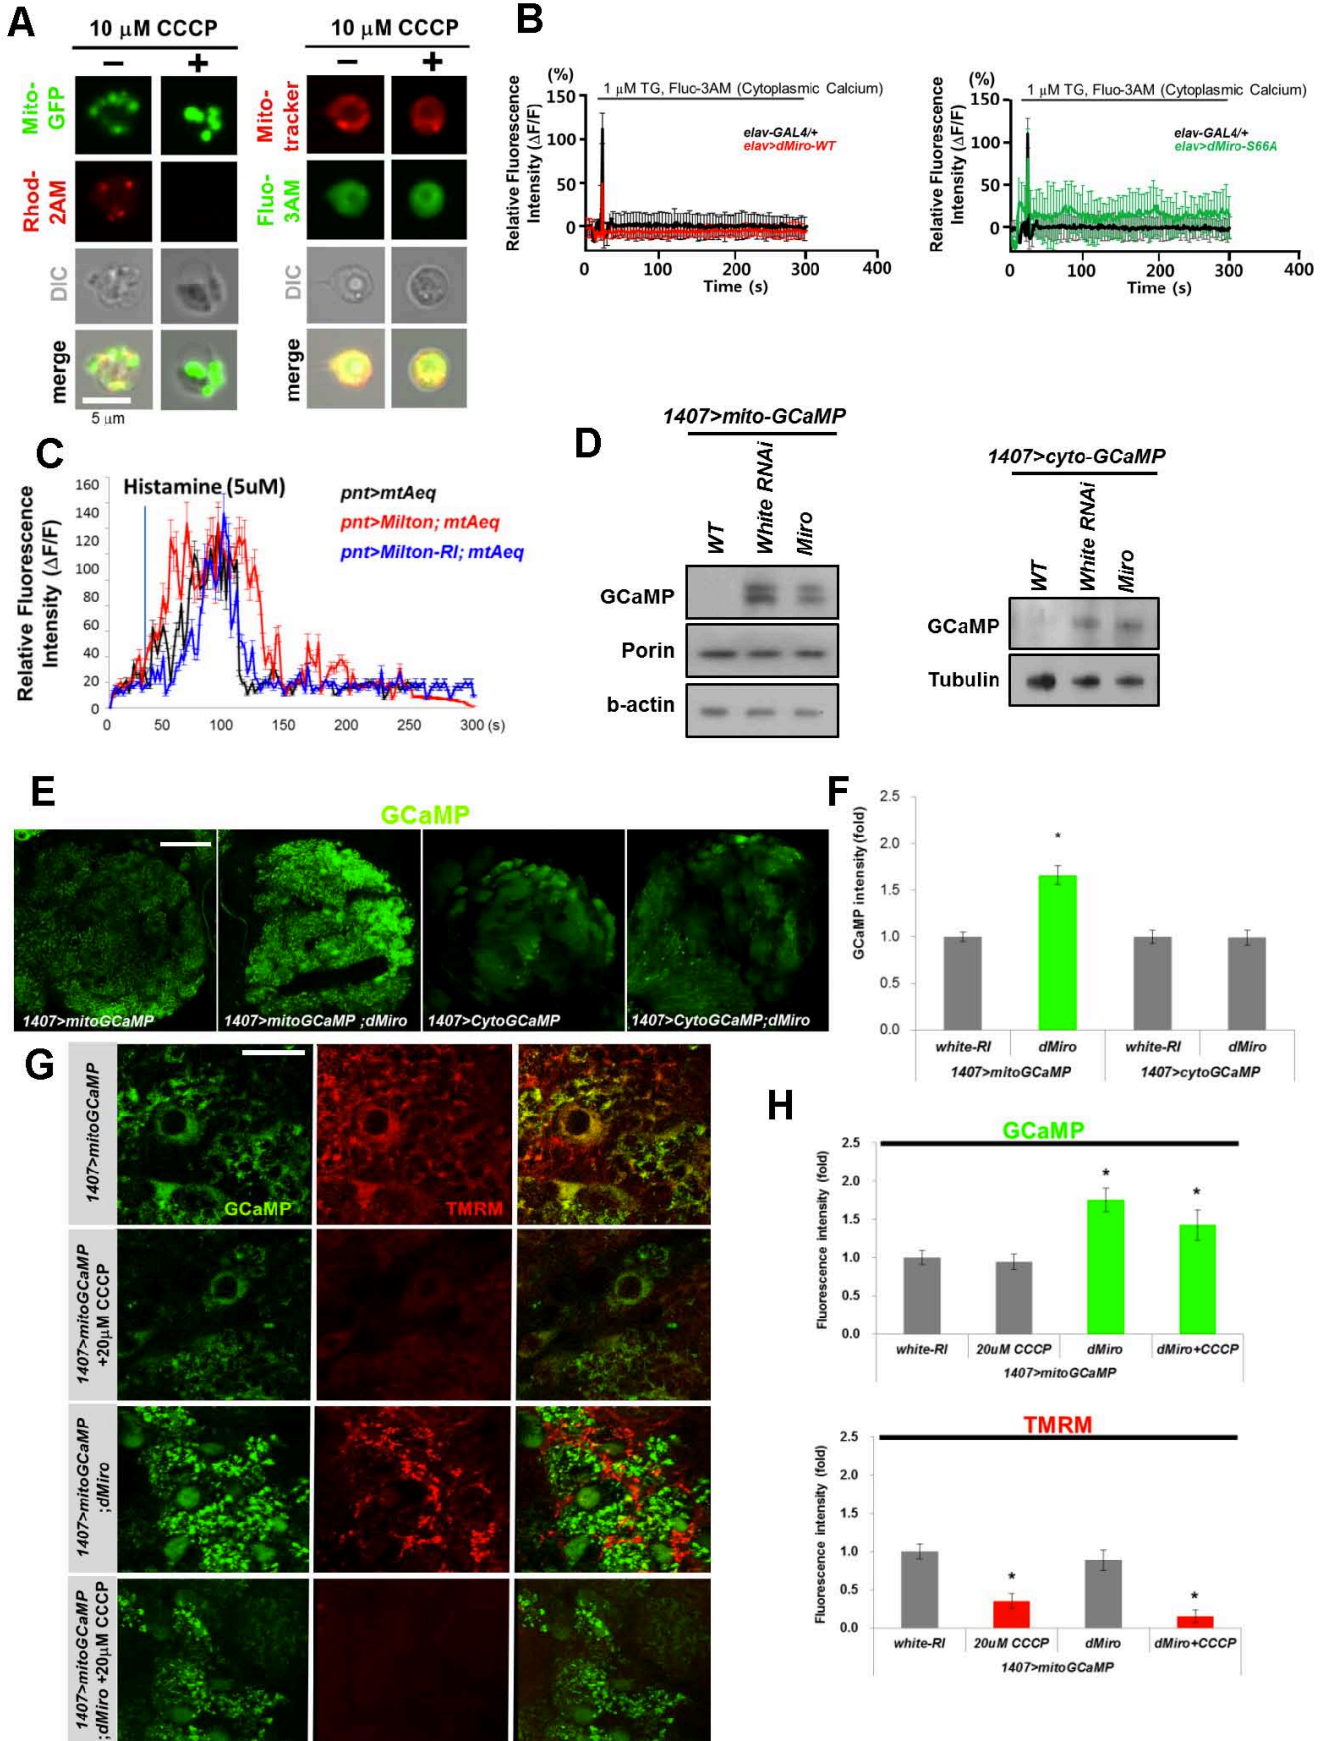 A
10 μM CCCP
− +
Mito-
GFP
Rhod-
2AM
DIC
merge
5 μm
10 μM CCCP
− +
Mito-
tracker
Fluo-
3AM
DIC
merge
B
Relative Fluorescence
Intensity (ΔF/F)
(%)
1 μM TG, Fluo-3AM (Cytoplasmic Calcium)
elav-GAL4/+
elav>dMiro-WT
150
100
50
0
0 100 200 300 400
Time (s)
Relative Fluorescence
Intensity (ΔF/F)
(%)
1 μM TG, Fluo-3AM (Cytoplasmic Calcium)
elav-GAL4/+
elav>dMiro-S66A
150
100
50
0
0 100 200 300 400
Time (s)
C
Relative Fluorescence
Intensity (ΔF/F)
Histamine (5uM)
pnt>mtAeq
pnt>Milton; mtAeq
pnt>Milton-RI; mtAeq
160
140
120
100
80
60
40
20
0
0 50 100 150 200 250 300 (s)
D
1407>mito-GCaMP
WT
White RNAi
Miro
GCaMP
Porin
b-actin
1407>cyto-GCaMP
WT
White RNAi
Miro
GCaMP
Tubulin
E
GCaMP
1407>mitoGCaMP
1407>mitoGCaMP ;dMiro
1407>CytoGCaMP
1407>CytoGCaMP;dMiro
F
GCaMP intensity (fold)
2.5
2.0
1.5
1.0
0.5
0.0
*
white-RI dMiro white-RI dMiro
1407>mitoGCaMP 1407>cytoGCaMP
G
1407>mitoGCaMP
GCaMP
TMRM
1407>mitoGCaMP
+20μM CCCP
1407>mitoGCaMP
;dMiro
1407>mitoGCaMP
;dMiro +20μM CCCP
H
GCaMP
Fluorescence intensity (fold)
2.5
2.0
1.5
1.0
0.5
0.0
* *
white-RI 20uM CCCP dMiro dMiro+CCCP
1407>mitoGCaMP
TMRM
Fluorescence intensity (fold)
2.5
2.0
1.5
1.0
0.5
0.0
* *
white-RI 20uM CCCP dMiro dMiro+CCCP
1407>mitoGCaMP